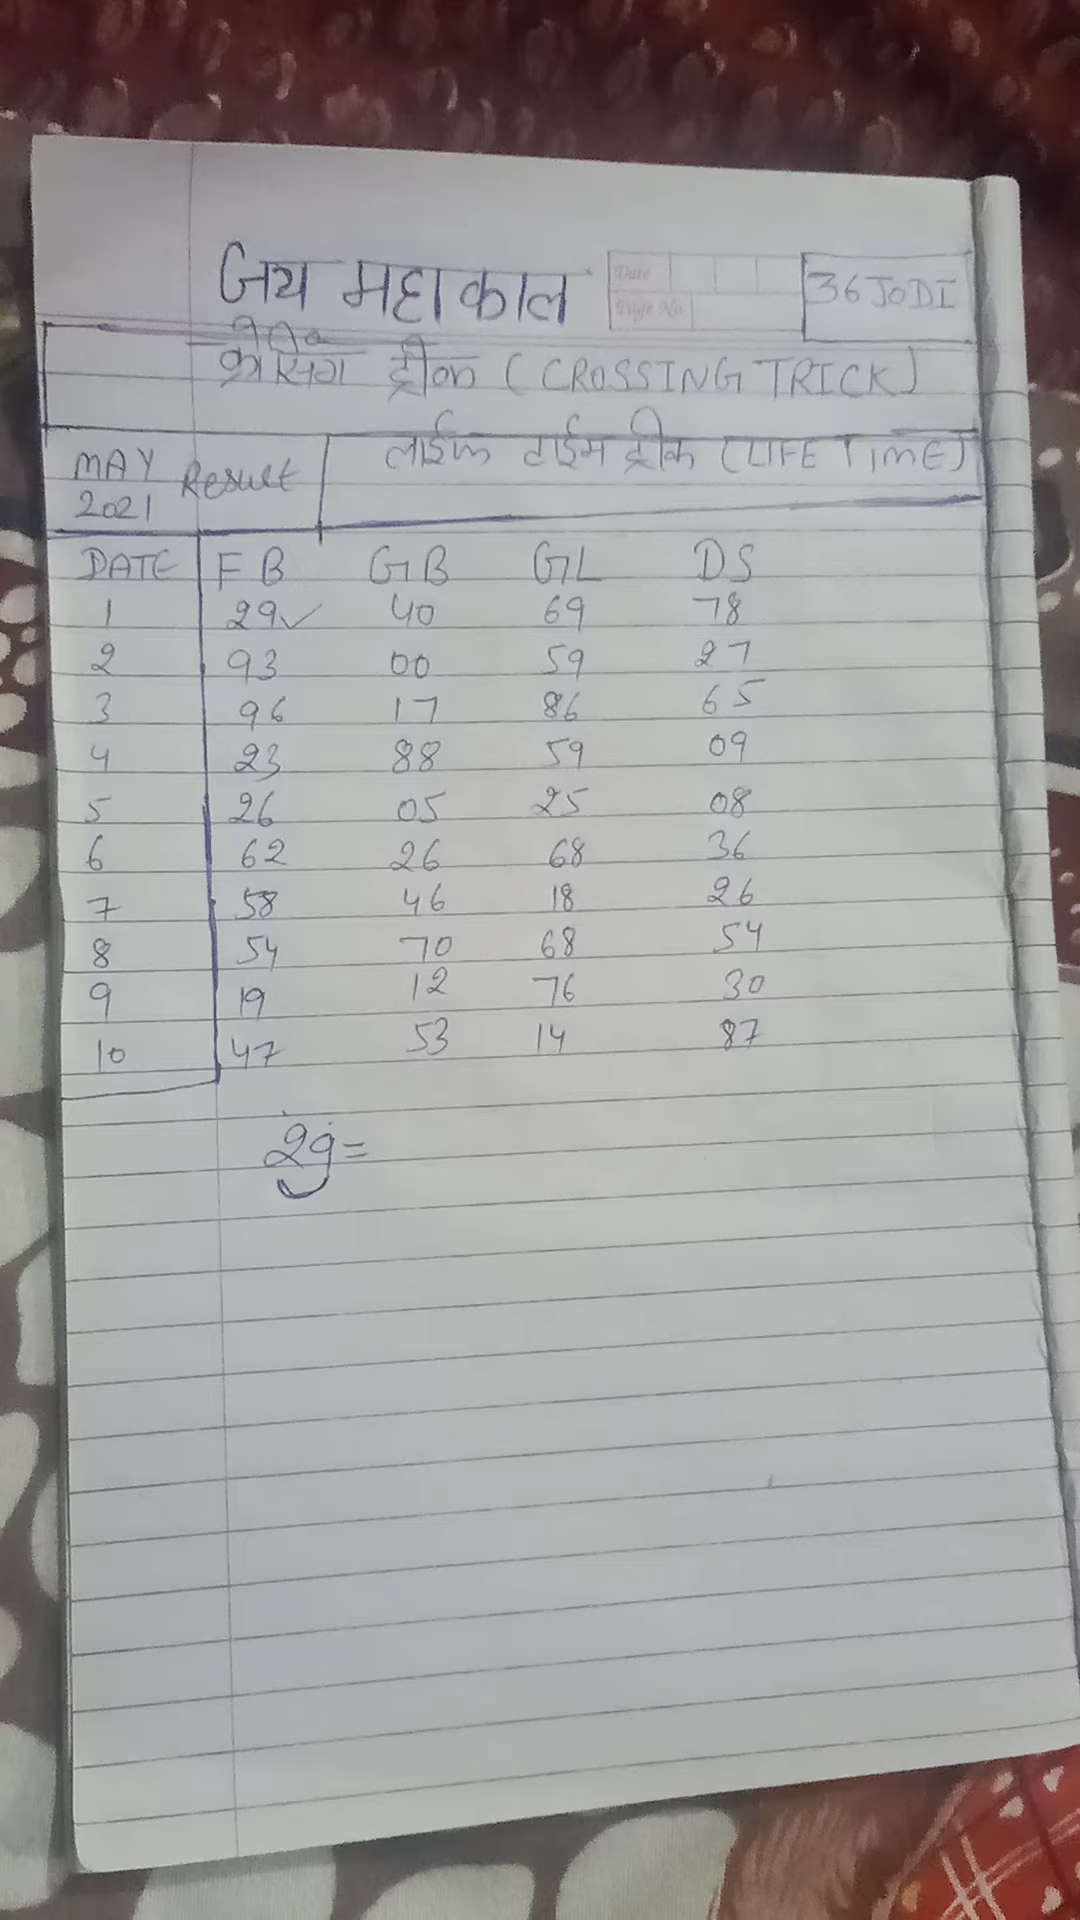 जय महाकाल
Date
Page No
36 JODI
क्रोसिंग ट्रीक (CROSSING TRICK)
MAY 2021 Result
लाईफ टाईम ट्रीक (LIFE TIME)
DATE FB GB GL DS
1 29✓ 40 69 78
2 93 00 59 27
3 96 17 86 65
4 23 88 59 09
5 26 05 25 08
6 62 26 68 36
7 58 46 18 26
8 54 70 68 54
9 19 12 76 30
10 47 53 14 87
29=